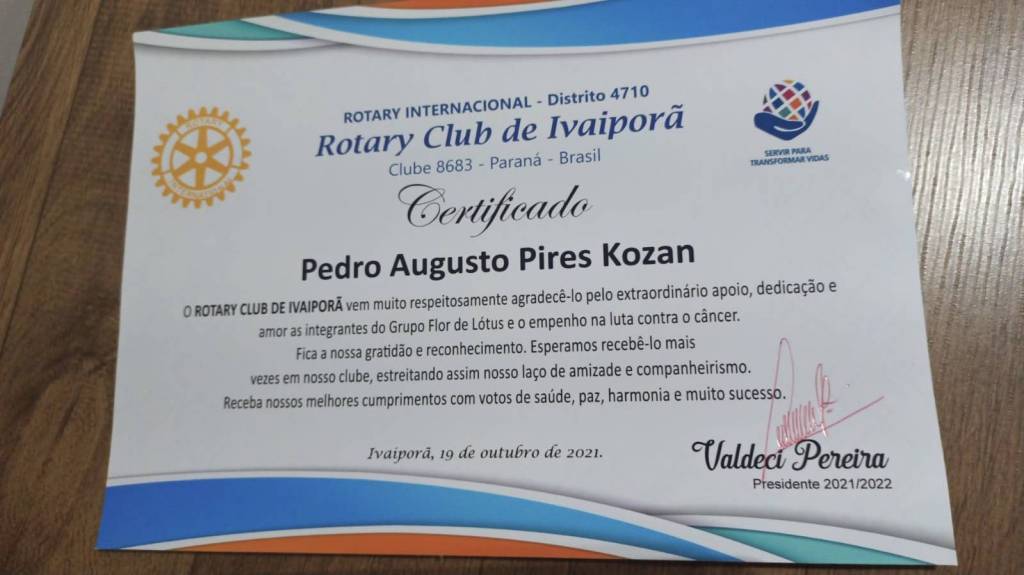 ROTARY INTERNACIONAL - Distrito 4710
Rotary Club de Ivaiporã
Clube 8683 - Paraná - Brasil
ROTARY
INTERNATIONAL
SERVIR PARA
TRANSFORMAR VIDAS
Certificado
Pedro Augusto Pires Kozan
O ROTARY CLUB DE IVAIPORÃ vem muito respeitosamente agradecê-lo pelo extraordinário apoio, dedicação e
amor as integrantes do Grupo Flor de Lótus e o empenho na luta contra o câncer.
Fica a nossa gratidão e reconhecimento. Esperamos recebê-lo mais
vezes em nosso clube, estreitando assim nosso laço de amizade e companheirismo.
Receba nossos melhores cumprimentos com votos de saúde, paz, harmonia e muito sucesso.
Ivaiporã, 19 de outubro de 2021.
Valdeci Pereira
Presidente 2021/2022